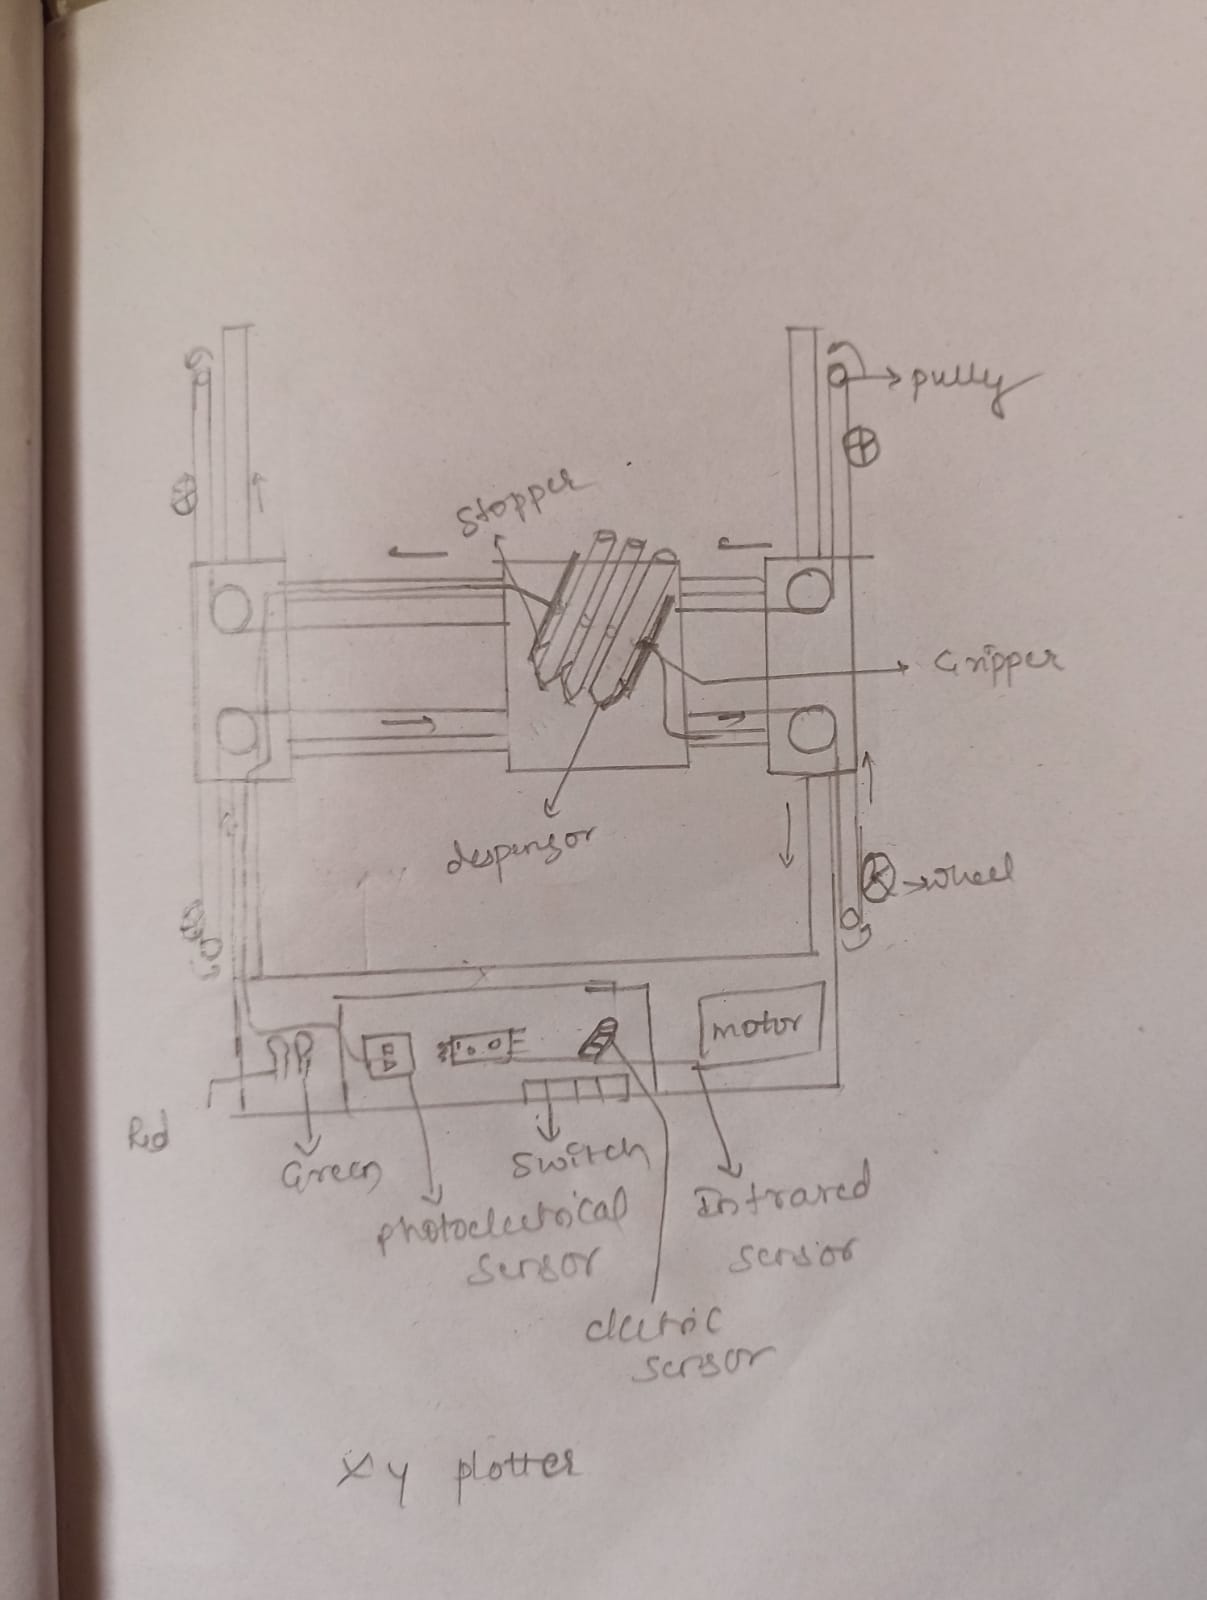 pully
Stopper
Gripper
despensor
wheel
motor
Red
Green
Switch
photoelectrical
sensor
Infrared
sensor
electric
sensor
xy plotter